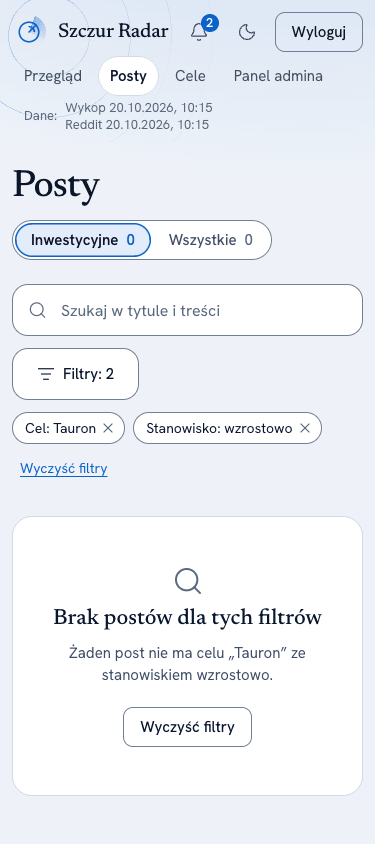 Szczur Radar
2
Wyloguj
Przegląd
Posty
Cele
Panel admina
Dane:
Wykop 20.10.2026, 10:15
Reddit 20.10.2026, 10:15
Posty
Inwestycyjne 0
Wszystkie 0
Szukaj w tytule i treści
Filtry: 2
Cel: Tauron
Stanowisko: wzrostowo
Wyczyść filtry
Brak postów dla tych filtrów
Żaden post nie ma celu „Tauron” ze
stanowiskiem wzrostowo.
Wyczyść filtry